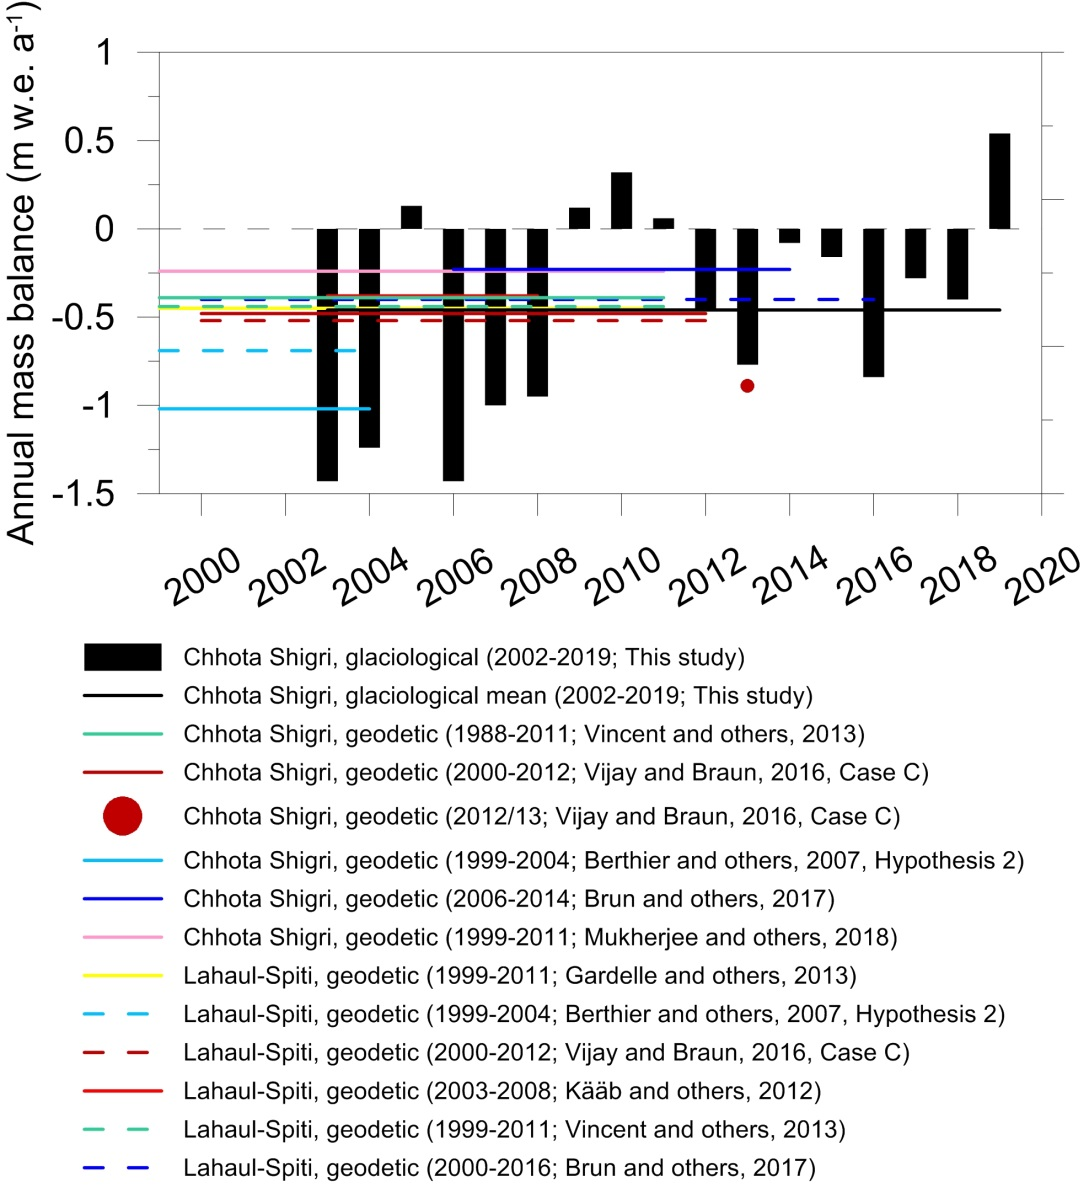 Annual mass balance (m w.e. a⁻¹)
1
0.5
0
-0.5
-1
-1.5
2000
2002
2004
2006
2008
2010
2012
2014
2016
2018
2020
Chhota Shigri, glaciological (2002-2019; This study)
Chhota Shigri, glaciological mean (2002-2019; This study)
Chhota Shigri, geodetic (1988-2011; Vincent and others, 2013)
Chhota Shigri, geodetic (2000-2012; Vijay and Braun, 2016, Case C)
Chhota Shigri, geodetic (2012/13; Vijay and Braun, 2016, Case C)
Chhota Shigri, geodetic (1999-2004; Berthier and others, 2007, Hypothesis 2)
Chhota Shigri, geodetic (2006-2014; Brun and others, 2017)
Chhota Shigri, geodetic (1999-2011; Mukherjee and others, 2018)
Lahaul-Spiti, geodetic (1999-2011; Gardelle and others, 2013)
Lahaul-Spiti, geodetic (1999-2004; Berthier and others, 2007, Hypothesis 2)
Lahaul-Spiti, geodetic (2000-2012; Vijay and Braun, 2016, Case C)
Lahaul-Spiti, geodetic (2003-2008; Kääb and others, 2012)
Lahaul-Spiti, geodetic (1999-2011; Vincent and others, 2013)
Lahaul-Spiti, geodetic (2000-2016; Brun and others, 2017)